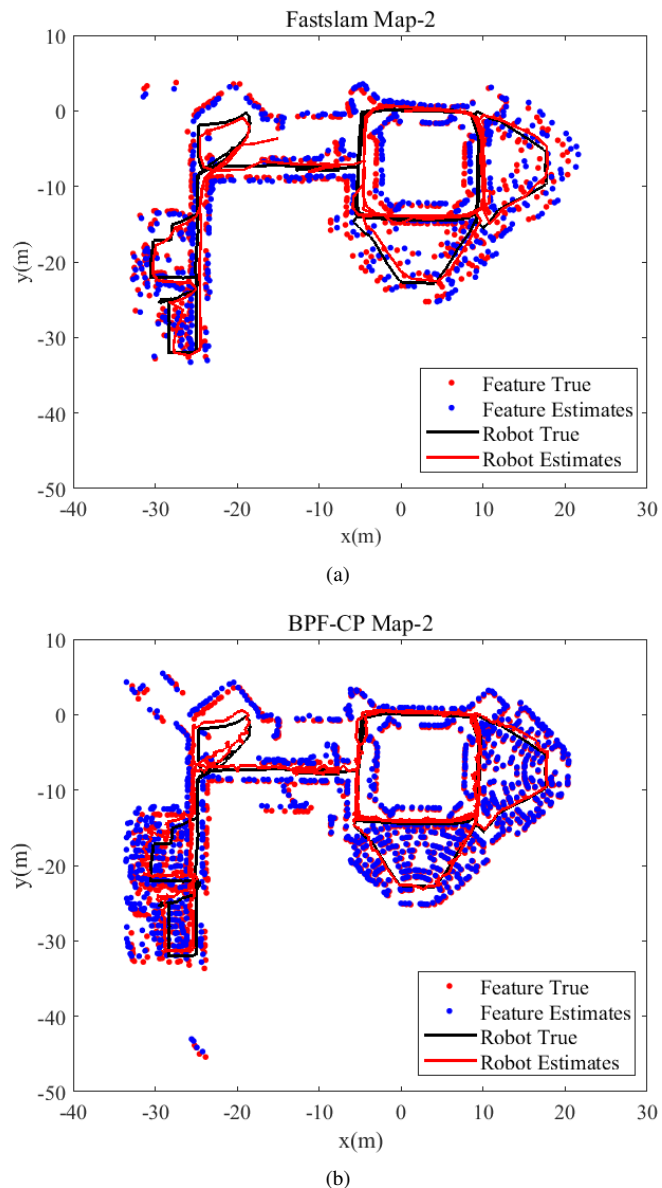 Fastslam Map-2
10
0
-10
-20
-30
-40
-50
y(m)
Feature True
Feature Estimates
Robot True
Robot Estimates
-40 -30 -20 -10 0 10 20 30
x(m)
(a)
BPF-CP Map-2
10
0
-10
-20
-30
-40
-50
y(m)
Feature True
Feature Estimates
Robot True
Robot Estimates
-40 -30 -20 -10 0 10 20 30
x(m)
(b)